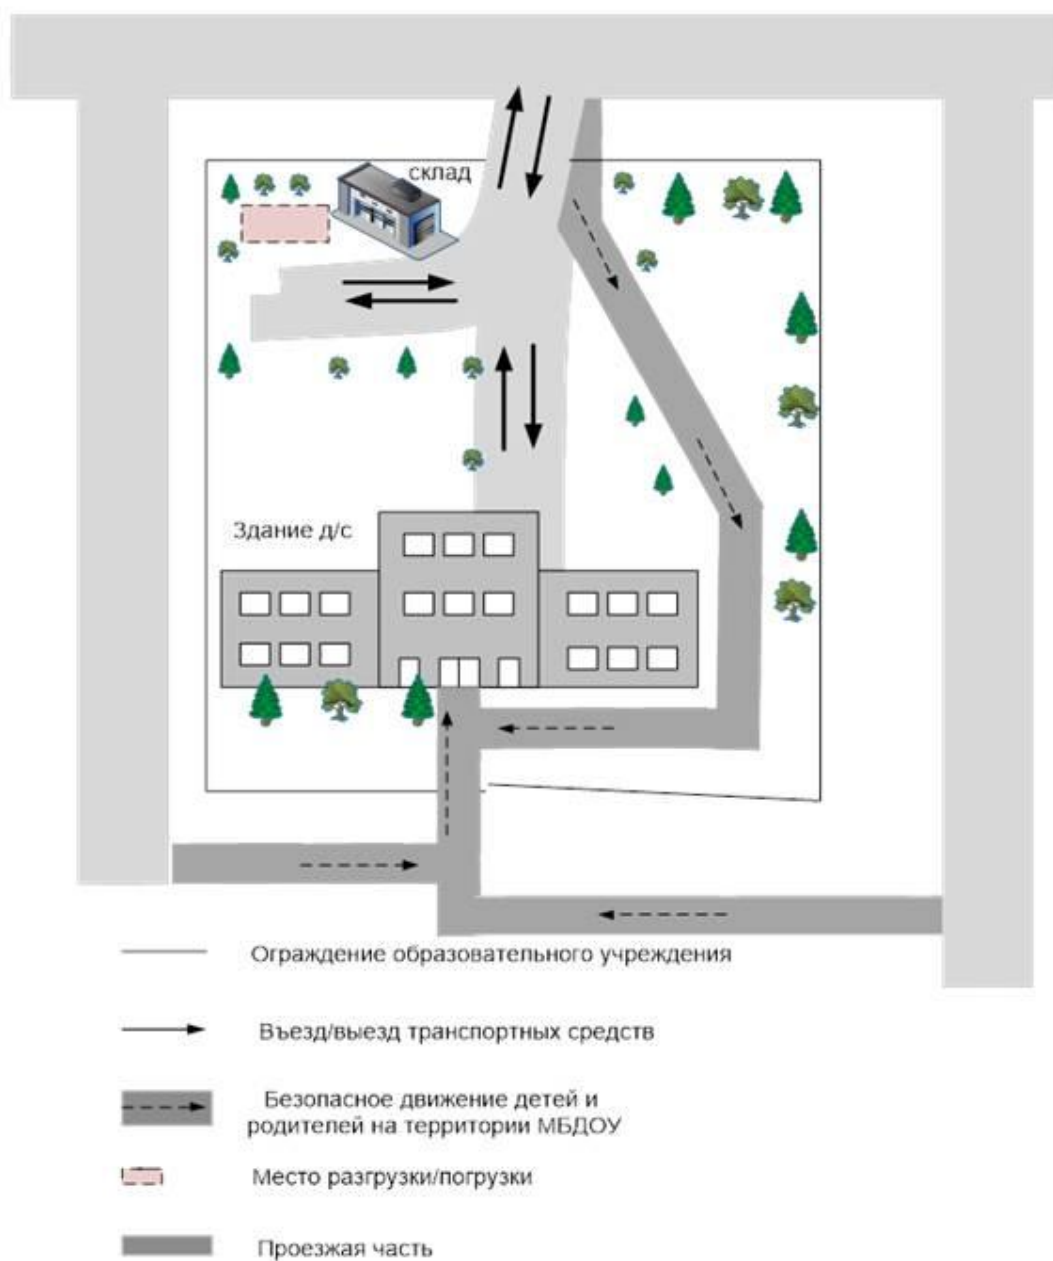 склад
Здание д/с
Ограждение образовательного учреждения
Въезд/выезд транспортных средств
Безопасное движение детей и
родителей на территории МБДОУ
Место разгрузки/погрузки
Проезжая часть